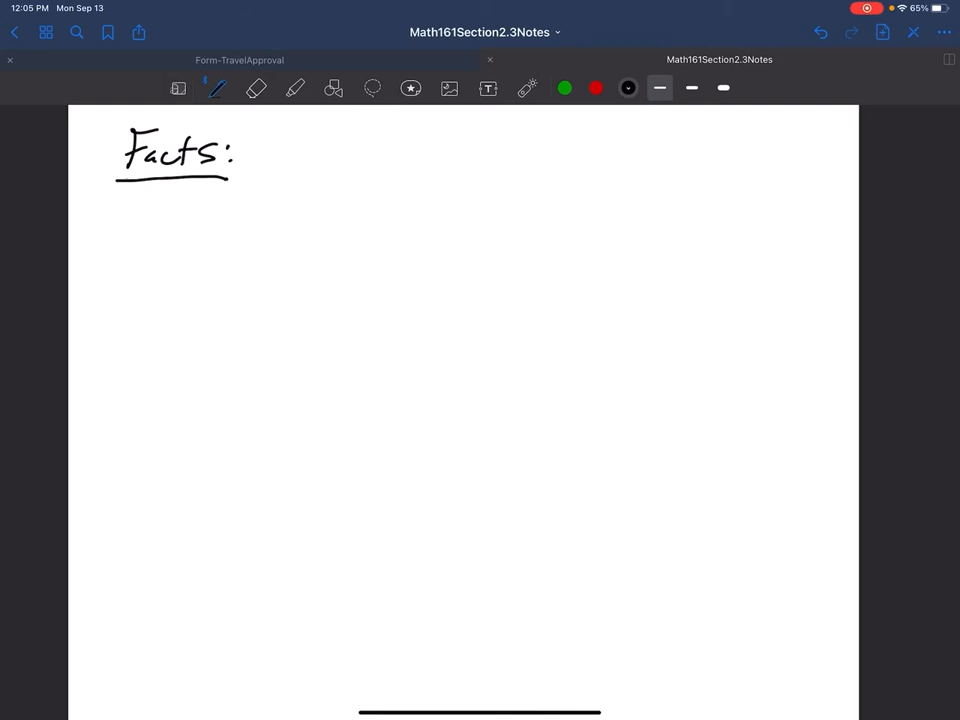 12:05 PM Mon Sep 13
65%
Math161Section2.3Notes
Form-TravelApproval
Math161Section2.3Notes
T
Facts: